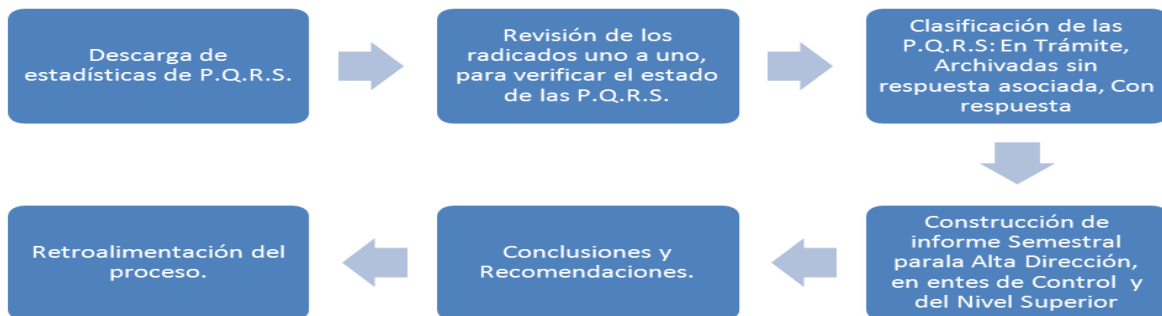 Descarga de
estadísticas de P.Q.R.S.
Revisión de los
radicados uno a uno,
para verificar el estado
de las P.Q.R.S.
Clasificación de las
P.Q.R.S: En Trámite,
Archivadas sin
respuesta asociada, Con
respuesta
Construcción de
informe Semestral
parala Alta Dirección,
en entes de Control y
del Nivel Superior
Conclusiones y
Recomendaciones.
Retroalimentación del
proceso.